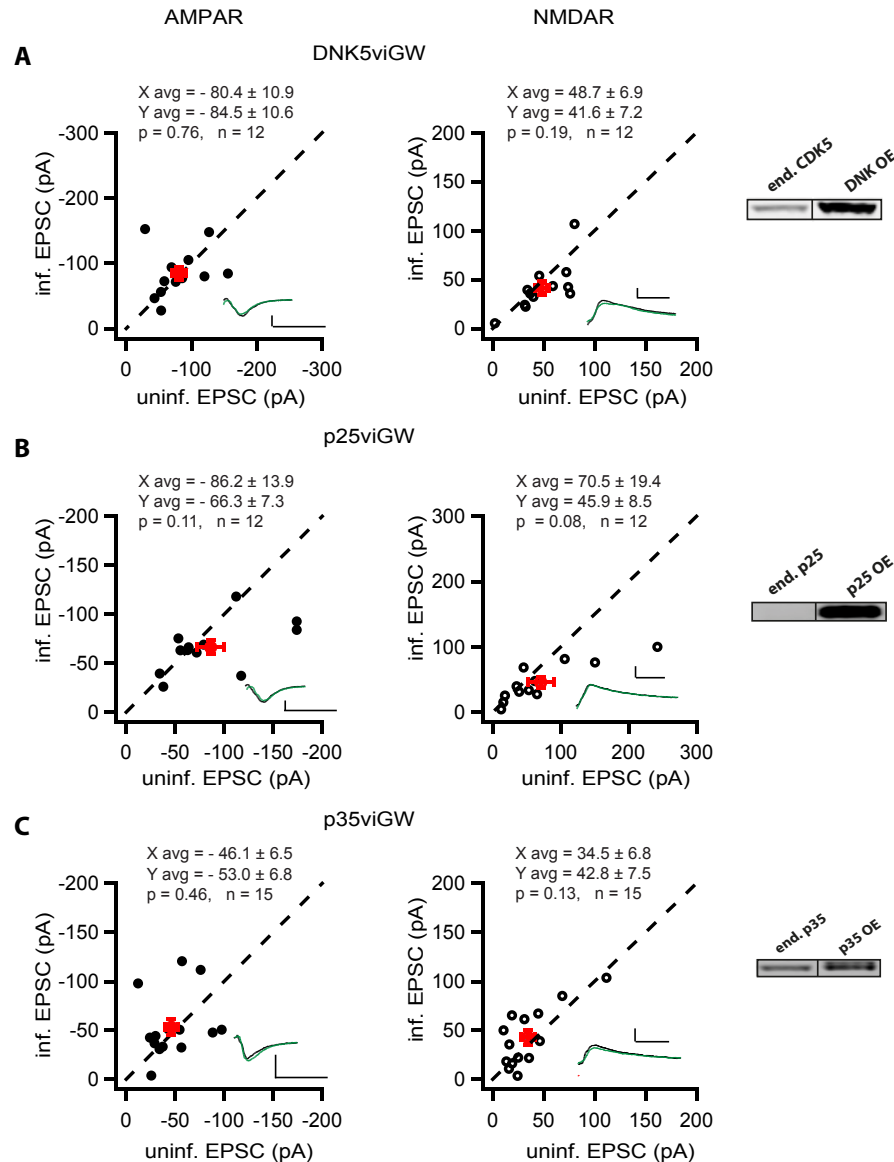 AMPAR
NMDAR
A
DNK5viGW
X avg = - 80.4 ± 10.9
Y avg = - 84.5 ± 10.6
p = 0.76, n = 12
-300
-200
-100
0
inf. EPSC (pA)
0
-100
-200
-300
uninf. EPSC (pA)
X avg = 48.7 ± 6.9
Y avg = 41.6 ± 7.2
p = 0.19, n = 12
200
150
100
50
0
inf. EPSC (pA)
0
50
100
150
200
uninf. EPSC (pA)
end. CDK5
DNK OE
B
p25viGW
X avg = - 86.2 ± 13.9
Y avg = - 66.3 ± 7.3
p = 0.11, n = 12
-200
-150
-100
-50
0
inf. EPSC (pA)
0
-50
-100
-150
-200
uninf. EPSC (pA)
X avg = 70.5 ± 19.4
Y avg = 45.9 ± 8.5
p = 0.08, n = 12
300
200
100
0
inf. EPSC (pA)
0
100
200
300
uninf. EPSC (pA)
end. p25
p25 OE
C
p35viGW
X avg = - 46.1 ± 6.5
Y avg = - 53.0 ± 6.8
p = 0.46, n = 15
-200
-150
-100
-50
0
inf. EPSC (pA)
0
-50
-100
-150
-200
uninf. EPSC (pA)
X avg = 34.5 ± 6.8
Y avg = 42.8 ± 7.5
p = 0.13, n = 15
200
150
100
50
0
inf. EPSC (pA)
0
50
100
150
200
uninf. EPSC (pA)
end. p35
p35 OE